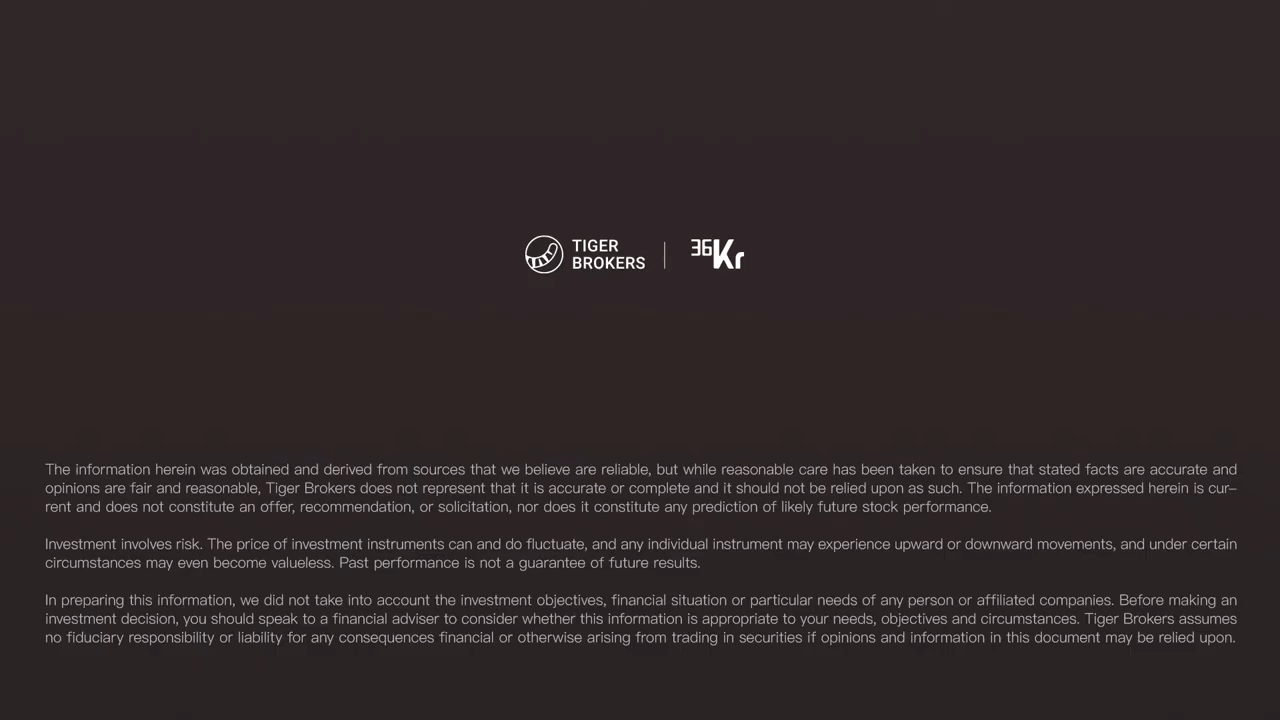 TIGER
BROKERS
36Kr
The information herein was obtained and derived from sources that we believe are reliable, but while reasonable care has been taken to ensure that stated facts are accurate and
opinions are fair and reasonable, Tiger Brokers does not represent that it is accurate or complete and it should not be relied upon as such. The information expressed herein is cur–
rent and does not constitute an offer, recommendation, or solicitation, nor does it constitute any prediction of likely future stock performance.
Investment involves risk. The price of investment instruments can and do fluctuate, and any individual instrument may experience upward or downward movements, and under certain
circumstances may even become valueless. Past performance is not a guarantee of future results.
In preparing this information, we did not take into account the investment objectives, financial situation or particular needs of any person or affiliated companies. Before making an
investment decision, you should speak to a financial adviser to consider whether this information is appropriate to your needs, objectives and circumstances. Tiger Brokers assumes
no fiduciary responsibility or liability for any consequences financial or otherwise arising from trading in securities if opinions and information in this document may be relied upon.